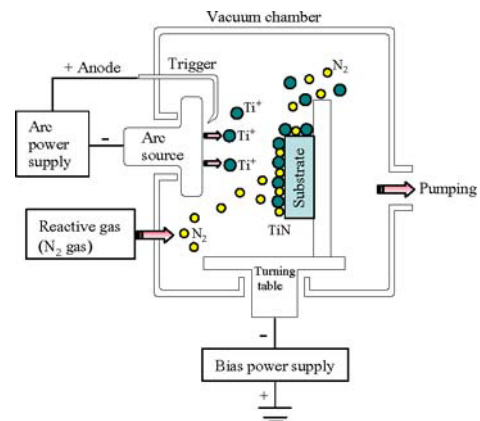 Vacuum chamber
+ Anode
Trigger
N₂
Ti⁺
Arc
power
supply
−
Arc
source
Ti⁺
Ti⁺
Substrate
Pumping
Reactive gas
(N₂ gas)
N₂
TiN
Turning
table
−
Bias power supply
+